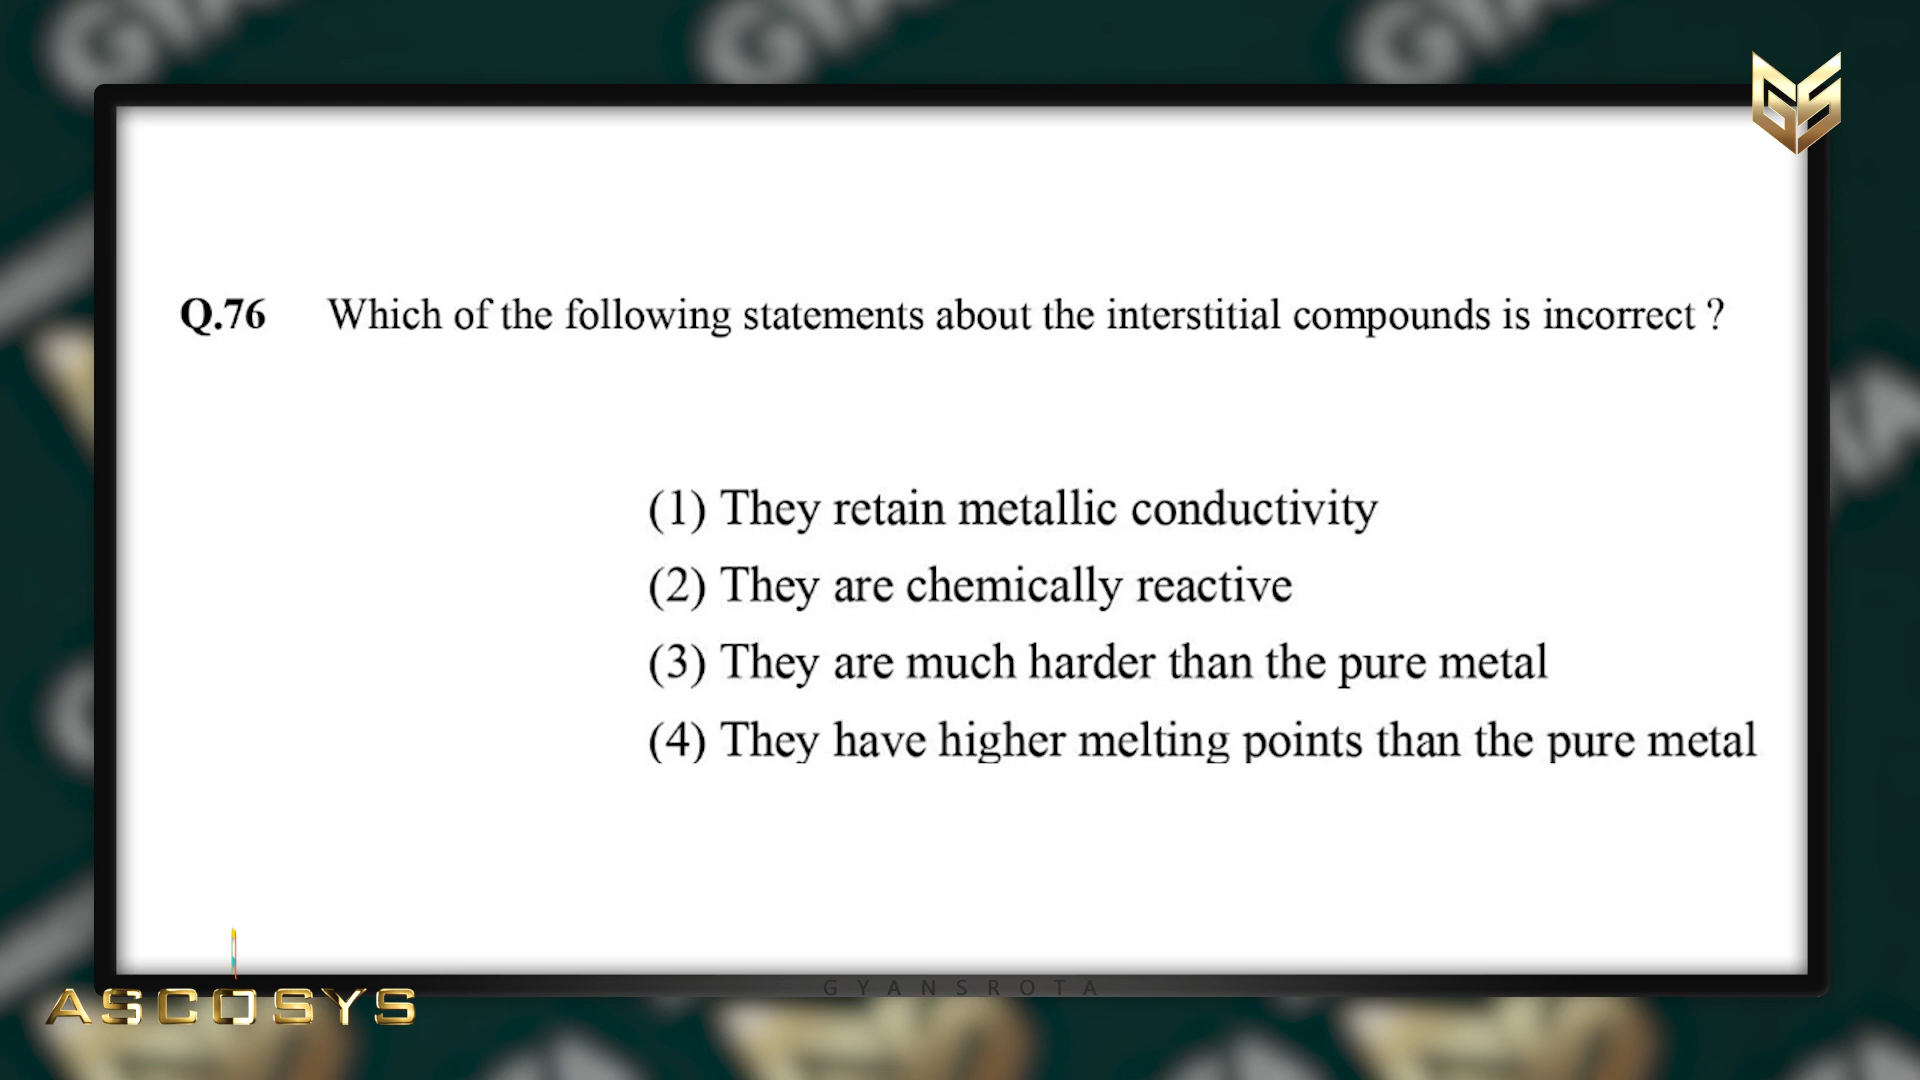 Q.76 Which of the following statements about the interstitial compounds is incorrect ?
(1) They retain metallic conductivity
(2) They are chemically reactive
(3) They are much harder than the pure metal
(4) They have higher melting points than the pure metal
GYANSROTA
ASCOSYS